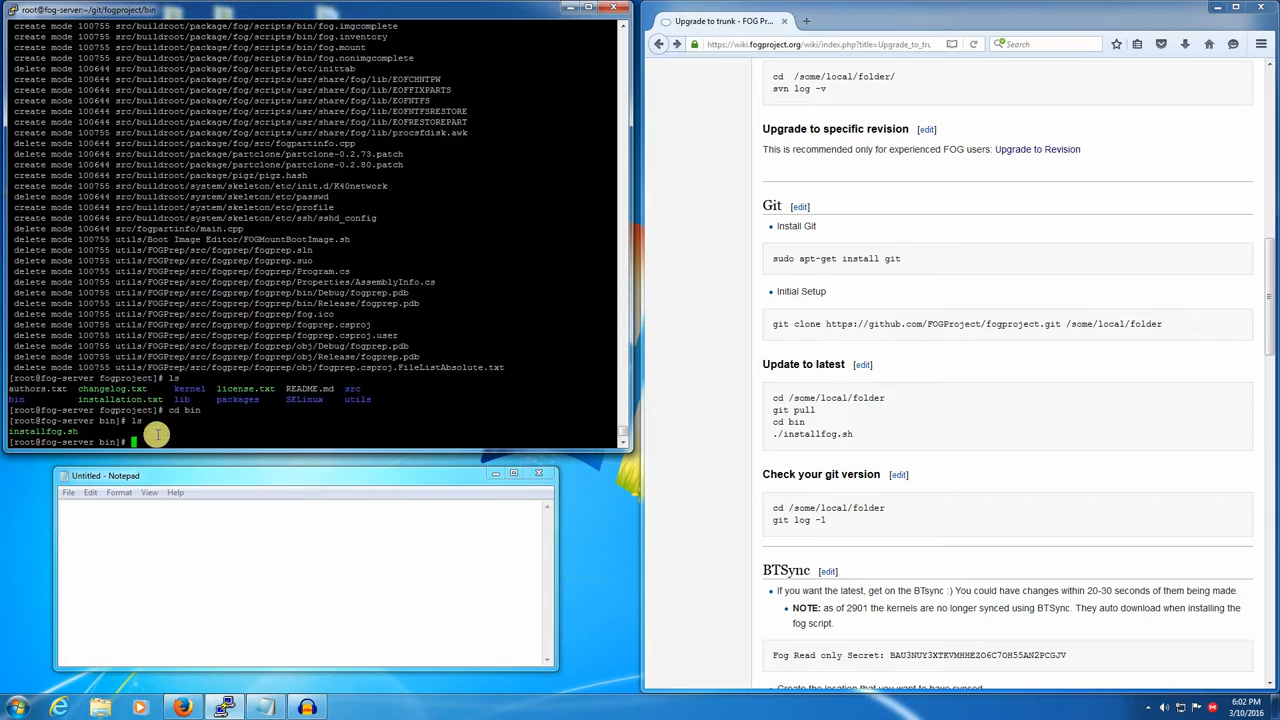 root@fog-server:~/git/fogproject/bin
create mode 100755 src/buildroot/package/fog/scripts/bin/fog.imgcomplete
create mode 100755 src/buildroot/package/fog/scripts/bin/fog.inventory
create mode 100755 src/buildroot/package/fog/scripts/bin/fog.mount
create mode 100755 src/buildroot/package/fog/scripts/bin/fog.nonimgcomplete
delete mode 100755 src/buildroot/package/fog/scripts/etc/inittab
create mode 100755 src/buildroot/package/fog/scripts/usr/share/fog/lib/EOFCHNTPW
create mode 100755 src/buildroot/package/fog/scripts/usr/share/fog/lib/EOFFIXPARTS
create mode 100755 src/buildroot/package/fog/scripts/usr/share/fog/lib/EOFNTFS
create mode 100644 src/buildroot/package/fog/scripts/usr/share/fog/lib/EOFNTFSRESTORE
create mode 100644 src/buildroot/package/fog/scripts/usr/share/fog/lib/EOFRESTOREPART
create mode 100755 src/buildroot/package/fog/scripts/usr/share/fog/lib/procsfdisk.awk
delete mode 100644 src/buildroot/package/fog/src/fogpartinfo.cpp
create mode 100644 src/buildroot/package/partclone/partclone-0.2.73.patch
create mode 100644 src/buildroot/package/partclone/partclone-0.2.80.patch
create mode 100644 src/buildroot/package/pigz/pigz.hash
create mode 100755 src/buildroot/system/skeleton/etc/init.d/K40network
delete mode 100644 src/buildroot/system/skeleton/etc/passwd
create mode 100644 src/buildroot/system/skeleton/etc/profile
create mode 100644 src/buildroot/system/skeleton/etc/ssh/sshd_config
delete mode 100644 src/fogpartinfo/main.cpp
delete mode 100755 utils/Boot Image Editor/FOGMountBootImage.sh
delete mode 100755 utils/FOGPrep/src/fogprep/fogprep.sln
delete mode 100755 utils/FOGPrep/src/fogprep/fogprep.suo
delete mode 100755 utils/FOGPrep/src/fogprep/fogprep/Program.cs
delete mode 100755 utils/FOGPrep/src/fogprep/fogprep/Properties/AssemblyInfo.cs
delete mode 100755 utils/FOGPrep/src/fogprep/fogprep/bin/Debug/fogprep.pdb
delete mode 100755 utils/FOGPrep/src/fogprep/fogprep/bin/Release/fogprep.pdb
delete mode 100755 utils/FOGPrep/src/fogprep/fogprep/fog.ico
delete mode 100755 utils/FOGPrep/src/fogprep/fogprep/fogprep.csproj
delete mode 100755 utils/FOGPrep/src/fogprep/fogprep/fogprep.csproj.user
delete mode 100755 utils/FOGPrep/src/fogprep/fogprep/obj/Debug/fogprep.pdb
delete mode 100755 utils/FOGPrep/src/fogprep/fogprep/obj/Release/fogprep.pdb
delete mode 100755 utils/FOGPrep/src/fogprep/fogprep/obj/fogprep.csproj.FileListAbsolute.txt
[root@fog-server fogproject]# ls
authors.txt changelog.txt kernel license.txt README.md src
bin installation.txt lib packages SELinux utils
[root@fog-server fogproject]# cd bin
[root@fog-server bin]# ls
installfog.sh
[root@fog-server bin]#
Untitled - Notepad
File Edit Format View Help
Upgrade to trunk - FOG Pr...
https://wiki.fogproject.org/wiki/index.php?title=Upgrade_to_tru
Search
cd /some/local/folder/
svn log -v
Upgrade to specific revision [edit]
This is recommended only for experienced FOG users: Upgrade to Revision
Git [edit]
Install Git
sudo apt-get install git
Initial Setup
git clone https://github.com/FOGProject/fogproject.git /some/local/folder
Update to latest [edit]
cd /some/local/folder
git pull
cd bin
./installfog.sh
Check your git version [edit]
cd /some/local/folder
git log -1
BTSync [edit]
If you want the latest, get on the BTsync :) You could have changes within 20-30 seconds of them being made.
NOTE: as of 2901 the kernels are no longer synced using BTSync. They auto download when installing the
fog script.
Fog Read only Secret: BAU3NUY3XTKVMHHEZO6C7OH55AN2PCGJV
Create the location that you want to have synced
6:02 PM
3/10/2016